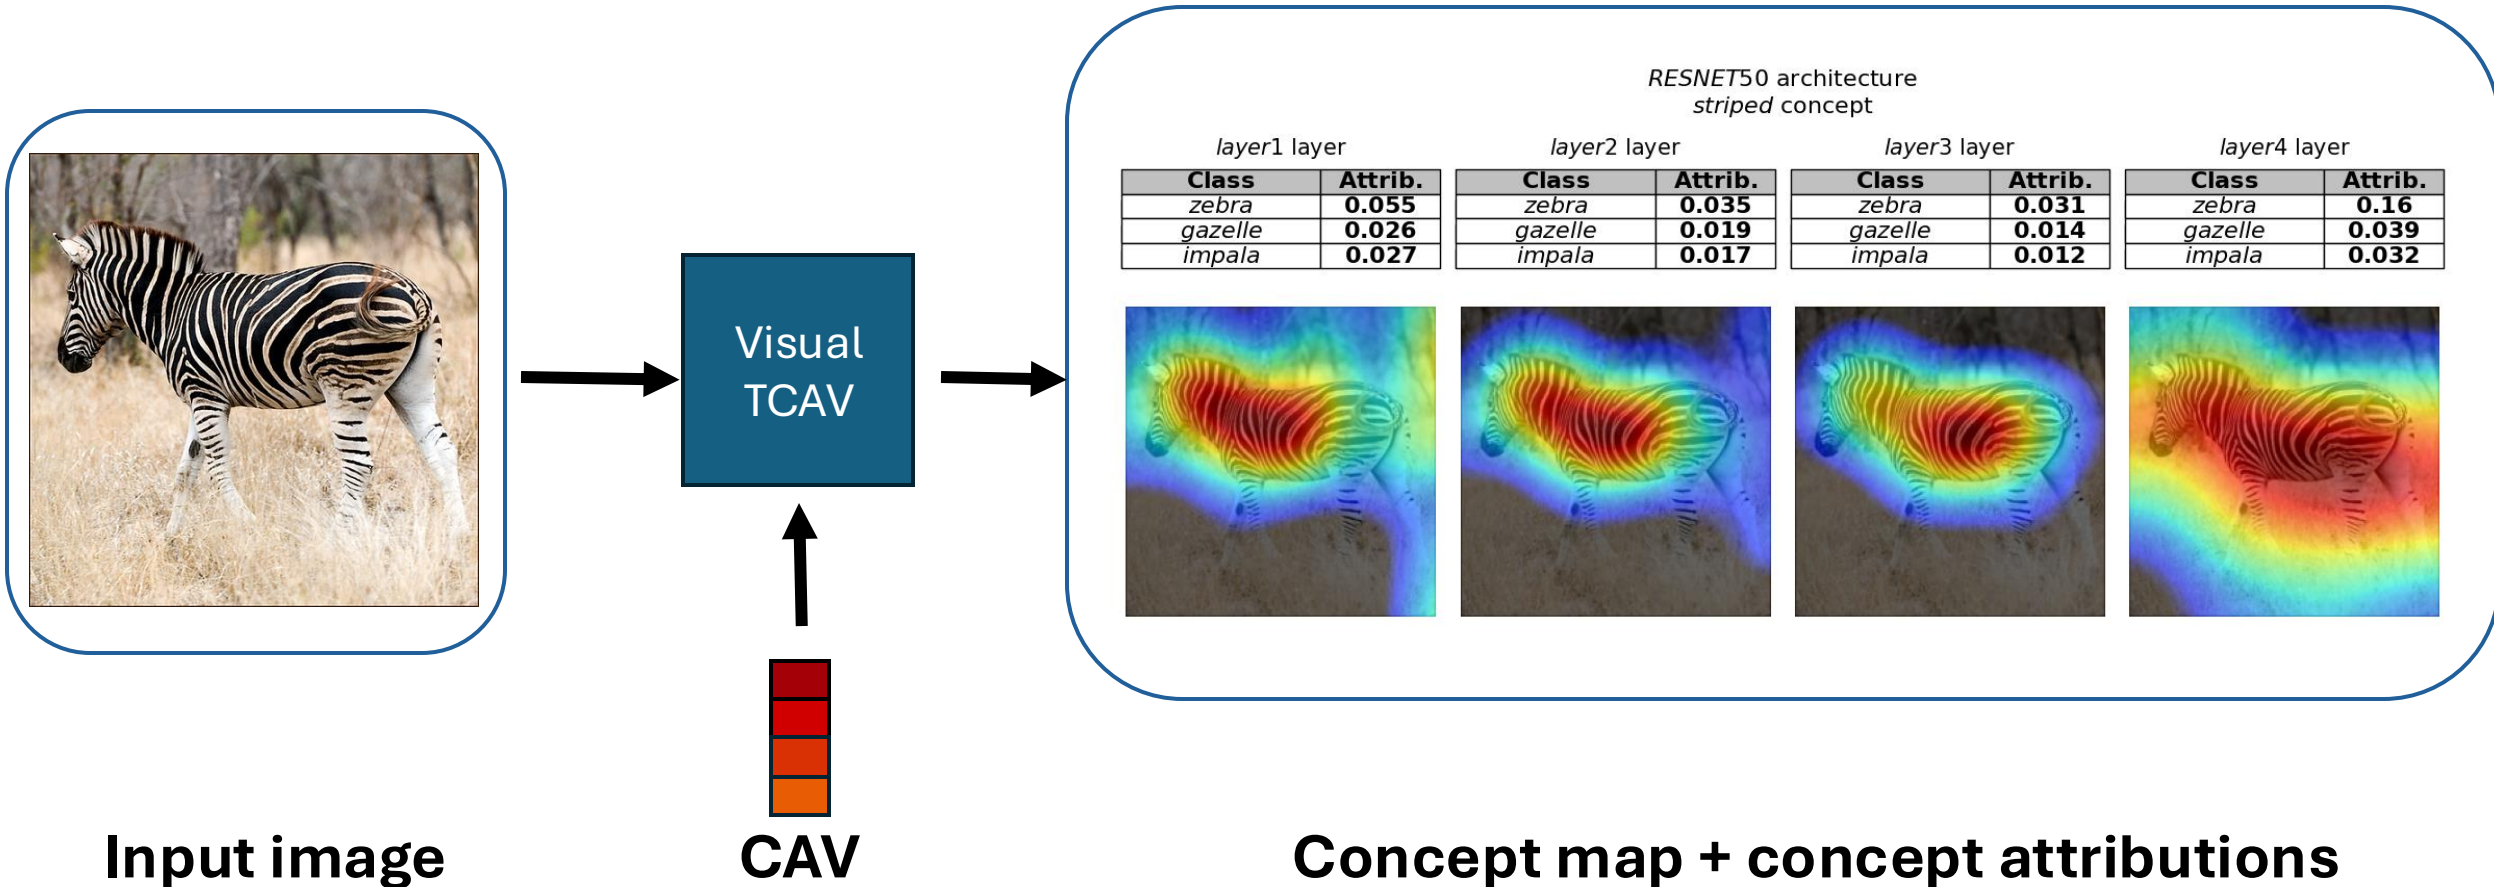 RESNET50 architecture
striped concept
layer1 layer
Class Attrib.
zebra 0.055
gazelle 0.026
impala 0.027
layer2 layer
Class Attrib.
zebra 0.035
gazelle 0.019
impala 0.017
layer3 layer
Class Attrib.
zebra 0.031
gazelle 0.014
impala 0.012
layer4 layer
Class Attrib.
zebra 0.16
gazelle 0.039
impala 0.032
Visual
TCAV
Input image
CAV
Concept map + concept attributions